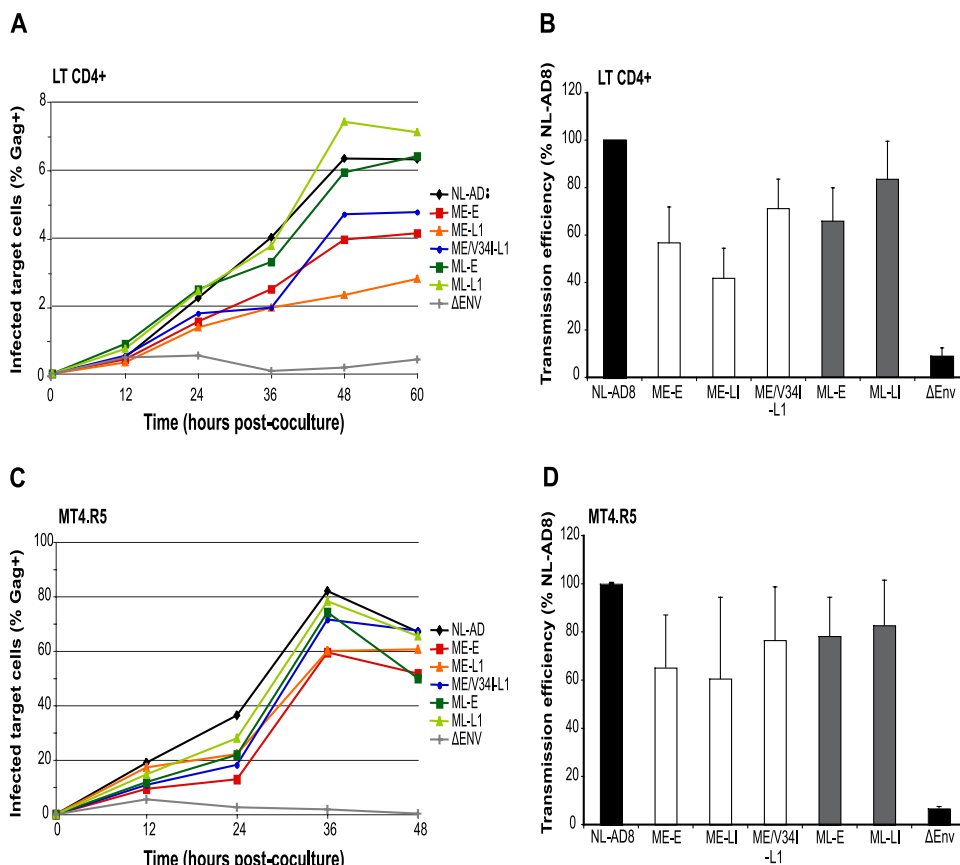 A
LT CD4+
Infected target cells (% Gag+)
8
6
4
2
0
0 12 24 36 48 60
Time (hours post-coculture)
NL-AD8
ME-E
ME-L1
ME/V34I-L1
ML-E
ML-L1
ΔENV
B
LT CD4+
Transmission efficiency (% NL-AD8)
120
100
80
60
40
20
0
NL-AD8 ME-E ME-LI ME/V34I ML-E ML-LI ΔEnv
-L1
C
MT4.R5
Infected target cells (% Gag+)
100
80
60
40
20
0
0 12 24 36 48
Time (hours post-coculture)
NL-AD
ME-E
ME-L1
ME/V34I-L1
ML-E
ML-L1
ΔENV
D
MT4.R5
Transmission efficiency (% NL-AD8)
120
100
80
60
40
20
0
NL-AD8 ME-E ME-LI ME/V34I ML-E ML-LI ΔEnv
-L1